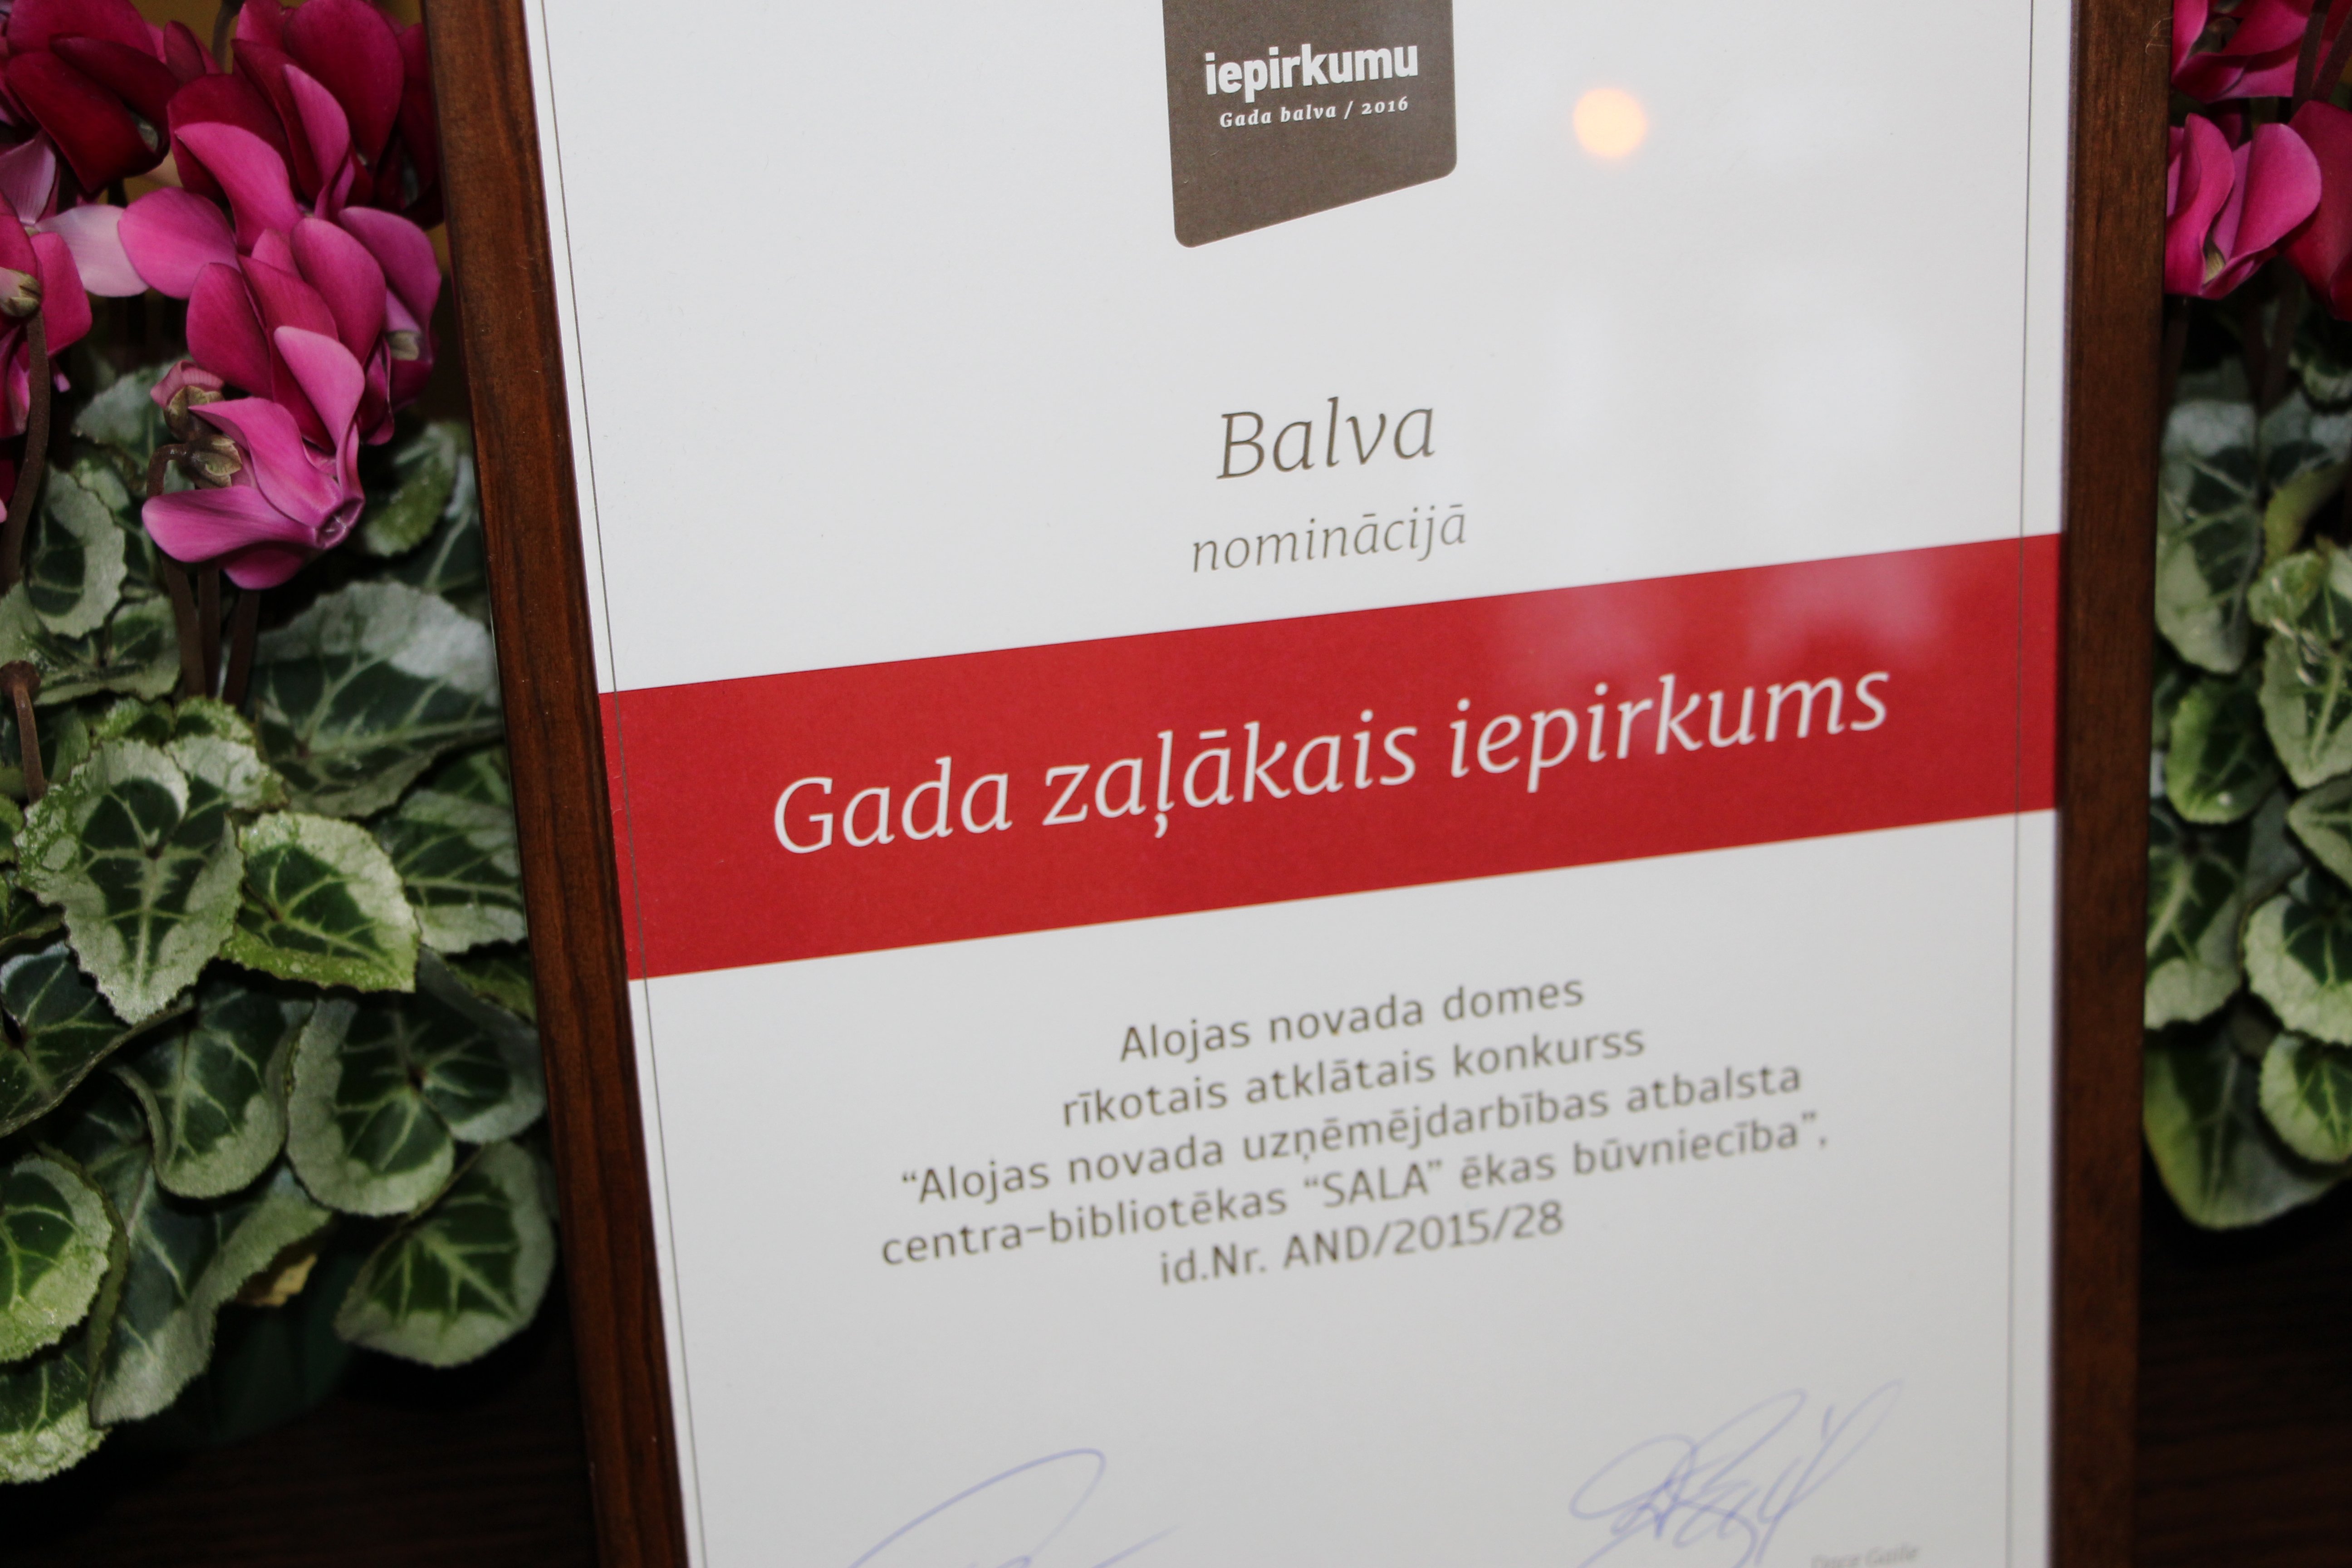 iepirkumu
Gada balva / 2016
Balva
nominācijā
Gada zaļākais iepirkums
Alojas novada domes
rīkotais atklātais konkurss
“Alojas novada uzņēmējdarbības atbalsta
centra-bibliotēkas “SALA” ēkas būvniecība”,
id.Nr. AND/2015/28